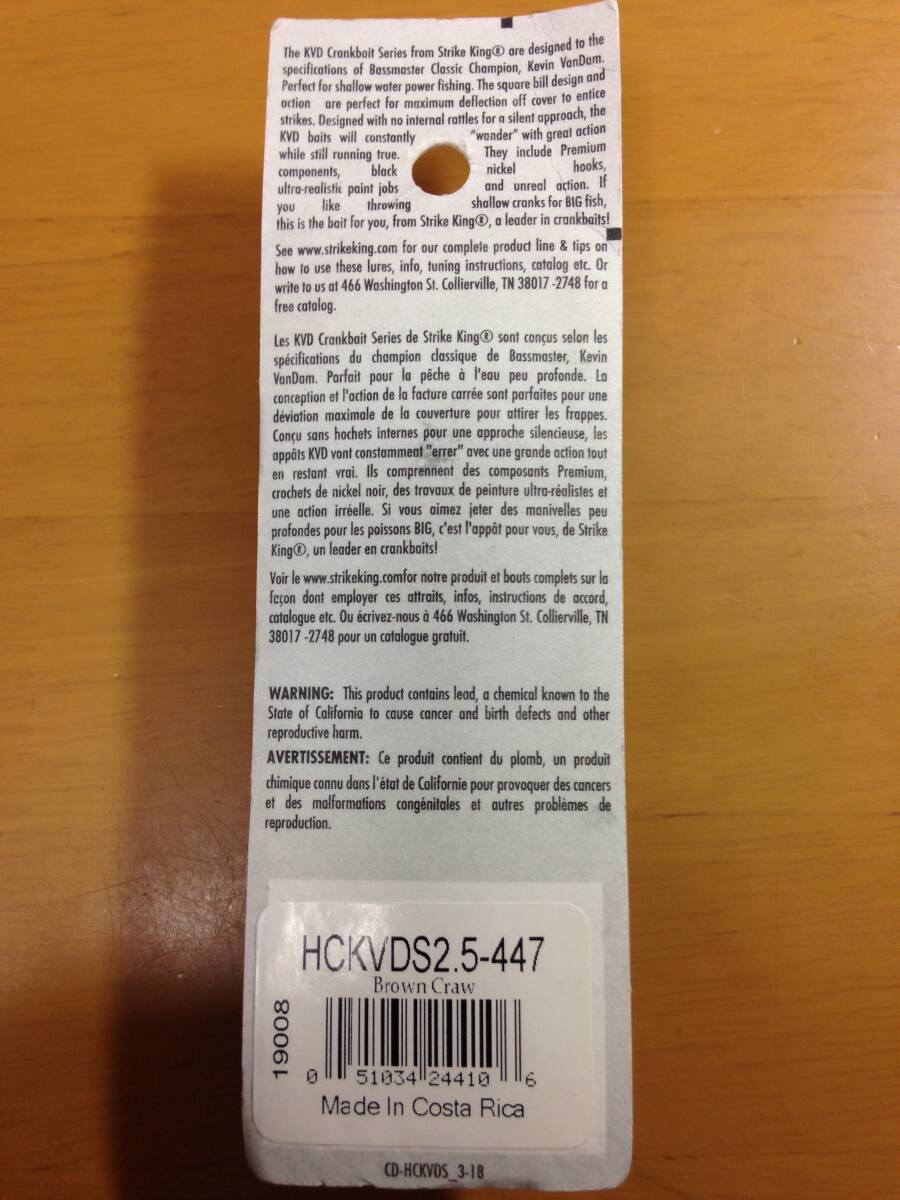 The KVD Crankbait Series from Strike King® are designed to the
specifications of Bassmaster Classic Champion, Kevin VanDam.
Perfect for shallow water power fishing. The square bill design and
action are perfect for maximum deflection off cover to entice
strikes. Designed with no internal rattles for a silent approach, the
KVD baits will constantly "wander" with great action
while still running true. They include Premium
components, black nickel hooks,
ultra-realistic paint jobs and unreal action. If
you like throwing shallow cranks for BIG fish,
this is the bait for you, from Strike King®, a leader in crankbaits!
See www.strikeking.com for our complete product line & tips on
how to use these lures, info, tuning instructions, catalog etc. Or
write to us at 466 Washington St. Collierville, TN 38017 -2748 for a
free catalog.
Les KVD Crankbait Series de Strike King® sont conçus selon les
spécifications du champion classique de Bassmaster, Kevin
VanDam. Parfait pour la pêche à l'eau peu profonde. La
conception et l'action de la facture carrée sont parfaites pour une
déviation maximale de la couverture pour attirer les frappes.
Conçu sans hochets internes pour une approche silencieuse, les
appâts KVD vont constamment "errer" avec une grande action tout
en restant vrai. Ils comprennent des composants Premium,
crochets de nickel noir, des travaux de peinture ultra-réalistes et
une action irréelle. Si vous aimez jeter des manivelles peu
profondes pour les poissons BIG, c'est l'appât pour vous, de Strike
King®, un leader en crankbaits!
Voir le www.strikeking.comfor notre produit et bouts complets sur la
façon dont employer ces attraits, infos, instructions de accord,
catalogue etc. Ou écrivez-nous à 466 Washington St. Collierville, TN
38017 -2748 pour un catalogue gratuit.
WARNING: This product contains lead, a chemical known to the
State of California to cause cancer and birth defects and other
reproductive harm.
AVERTISSEMENT: Ce produit contient du plomb, un produit
chimique connu dans l'état de Californie pour provoquer des cancers
et des malformations congénitales et autres problèmes de
reproduction.
HCKVDS2.5-447
Brown Craw
19008
0 51034 24410 6
Made In Costa Rica
CD-HCKVDS_3-18